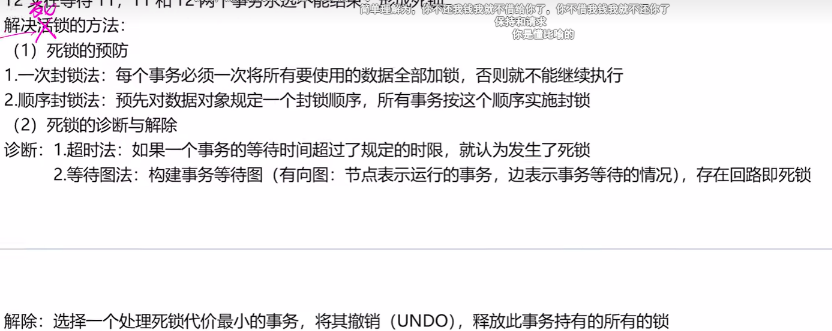 12 又在等待 T1，T1 和 T2 两个事务永远不能结束，形成死锁
简单理解为，你不还我钱我就不借给你了，你不借我钱我就不还你了
保持和请求
你是懂比喻的
死
解决活锁的方法：
（1）死锁的预防
1.一次封锁法：每个事务必须一次将所有要使用的数据全部加锁，否则就不能继续执行
2.顺序封锁法：预先对数据对象规定一个封锁顺序，所有事务按这个顺序实施封锁
（2）死锁的诊断与解除
诊断：1.超时法：如果一个事务的等待时间超过了规定的时限，就认为发生了死锁
2.等待图法：构建事务等待图（有向图：节点表示运行的事务，边表示事务等待的情况），存在回路即死锁
解除：选择一个处理死锁代价最小的事务，将其撤销（UNDO），释放此事务持有的所有的锁